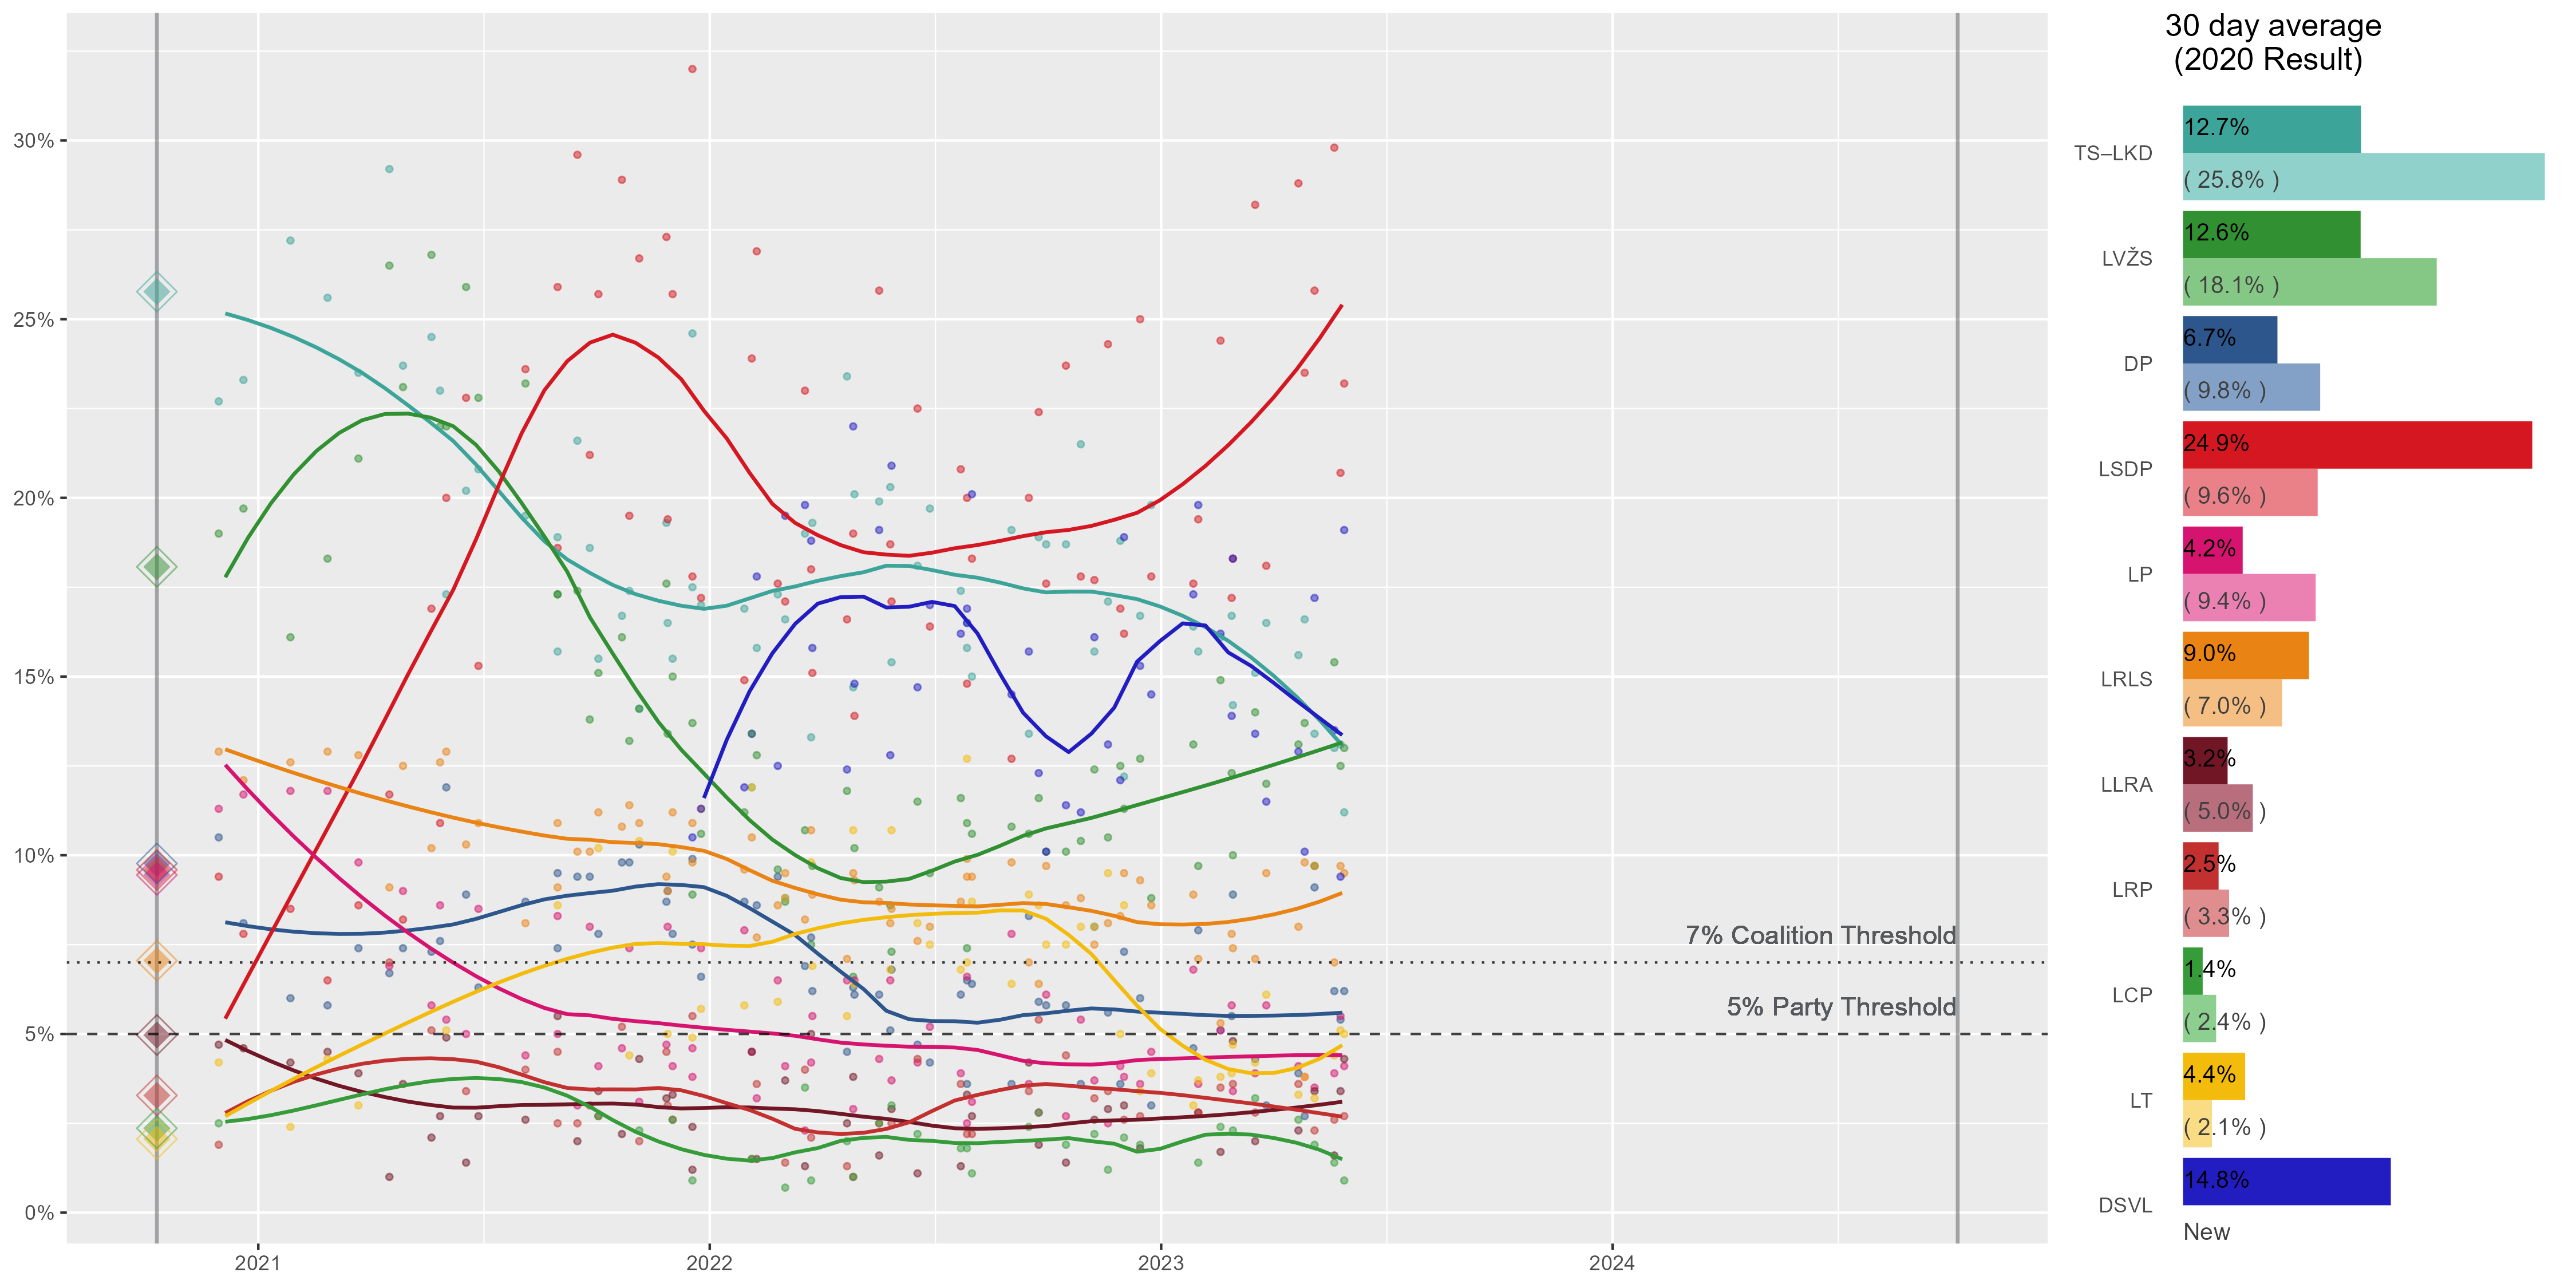 30 day average
(2020 Result)
30%
25%
20%
15%
10%
5%
0%
2021
2022
2023
2024
7% Coalition Threshold
5% Party Threshold
TS–LKD
12.7%
( 25.8% )
LVŽS
12.6%
( 18.1% )
DP
6.7%
( 9.8% )
LSDP
24.9%
( 9.6% )
LP
4.2%
( 9.4% )
LRLS
9.0%
( 7.0% )
LLRA
3.2%
( 5.0% )
LRP
2.5%
( 3.3% )
LCP
1.4%
( 2.4% )
LT
4.4%
( 2.1% )
DSVL
14.8%
New